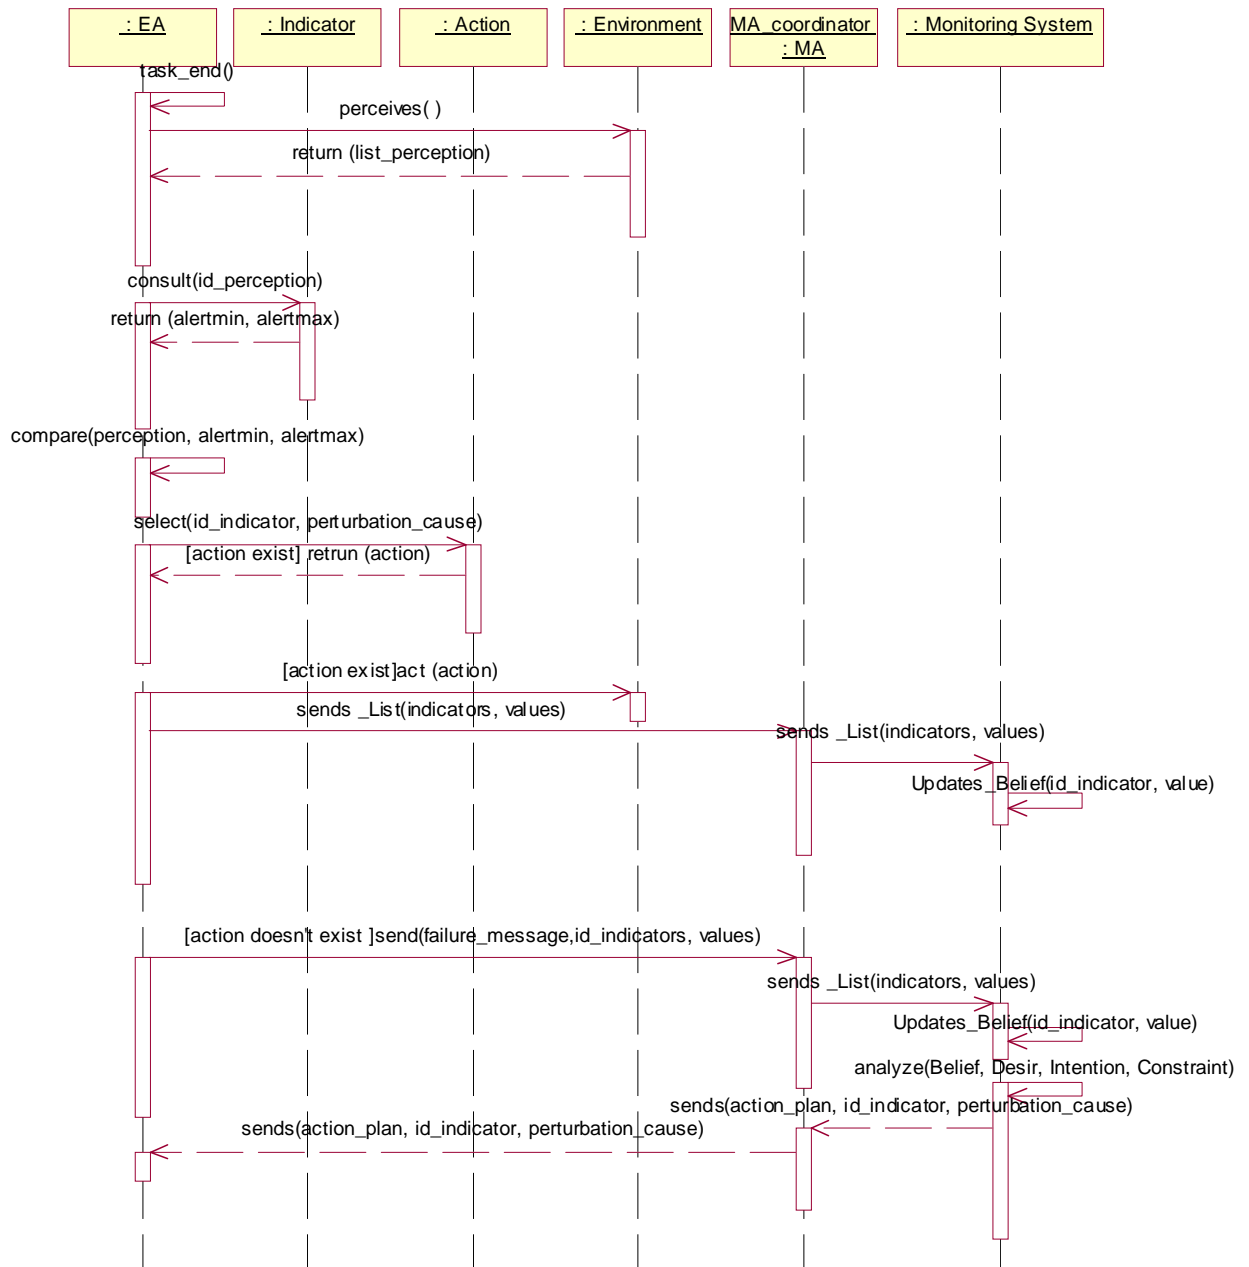 : EA
: Indicator
: Action
: Environment
MA_coordinator
: MA
: Monitoring System
task_end()
perceives( )
return (list_perception)
consult(id_perception)
return (alertmin, alertmax)
compare(perception, alertmin, alertmax)
select(id_indicator, perturbation_cause)
[action exist] retrun (action)
[action exist]act (action)
sends _List(indicators, values)
sends _List(indicators, values)
Updates_Belief(id_indicator, value)
[action doesn't exist ]send(failure_message,id_indicators, values)
sends _List(indicators, values)
Updates_Belief(id_indicator, value)
analyze(Belief, Desir, Intention, Constraint)
sends(action_plan, id_indicator, perturbation_cause)
sends(action_plan, id_indicator, perturbation_cause)